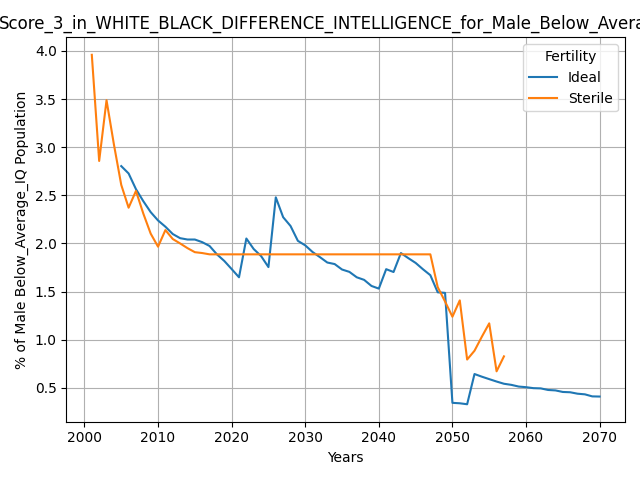 Score_3_in_WHITE_BLACK_DIFFERENCE_INTELLIGENCE_for_Male_Below_Avera
4.0
3.5
3.0
2.5
2.0
1.5
1.0
0.5
% of Male Below_Average_IQ Population
Fertility
Ideal
Sterile
2000 2010 2020 2030 2040 2050 2060 2070
Years